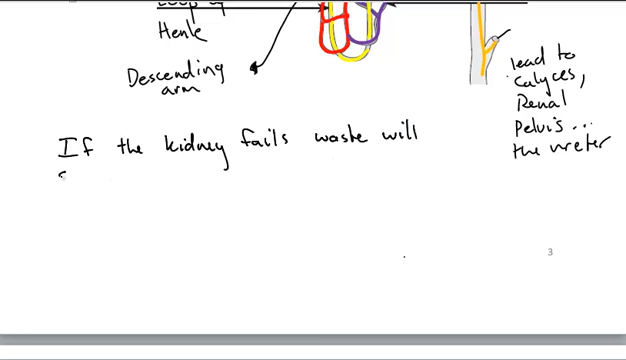 Henle
Descending
arm
lead to
Calyces,
Renal
Pelvis...
the ureter
If the kidney fails waste will
3